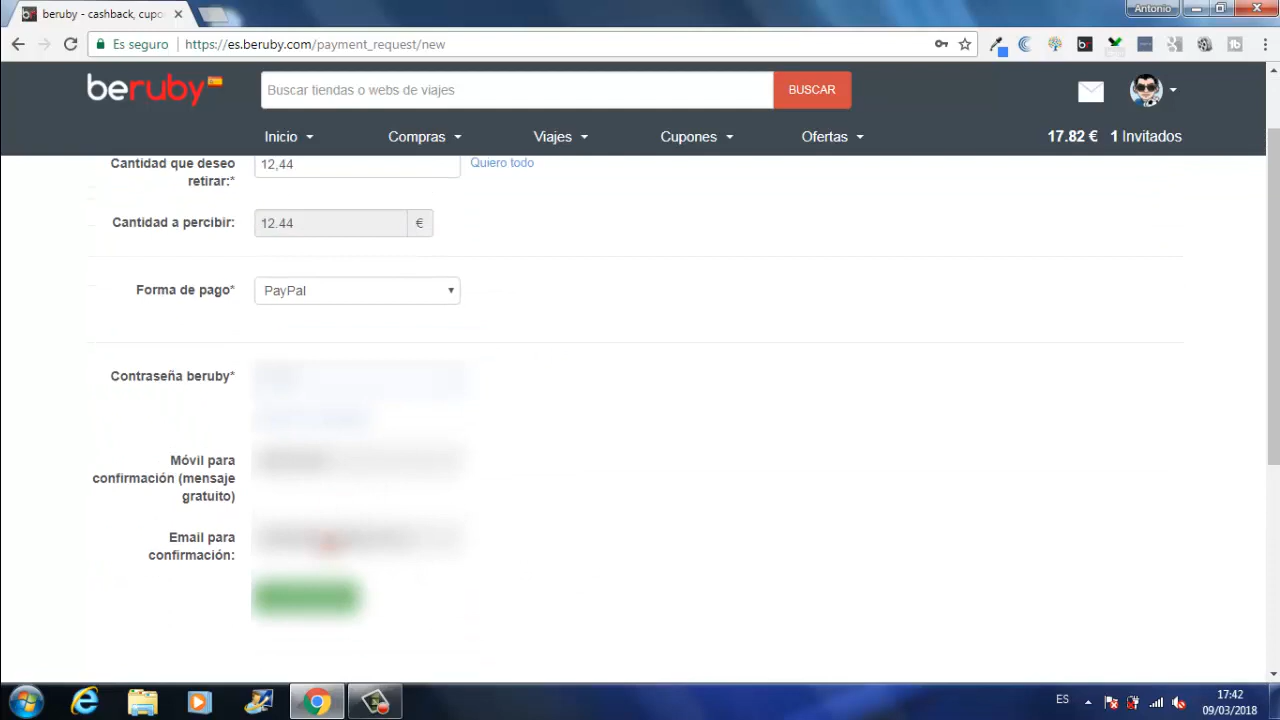 beruby - cashback, cupo
Antonio
Es seguro
https://es.beruby.com/payment_request/new
beruby
Buscar tiendas o webs de viajes
BUSCAR
Inicio
Compras
Viajes
Cupones
Ofertas
17.82 €
1 Invitados
Cantidad que deseo
retirar:*
12,44
Quiero todo
Cantidad a percibir:
12.44
€
Forma de pago*
PayPal
Contraseña beruby*
Móvil para
confirmación (mensaje
gratuito)
Email para
confirmación:
ES
17:42
09/03/2018